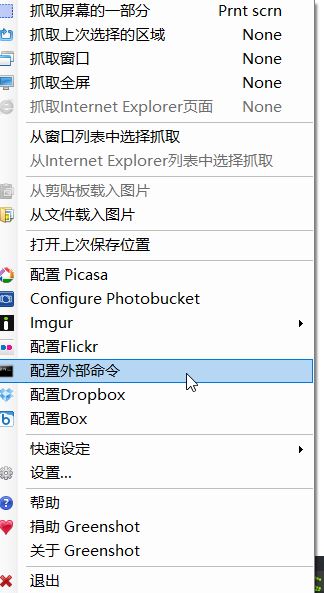 抓取屏幕的一部分 Prnt scrn
抓取上次选择的区域 None
抓取窗口 None
抓取全屏 None
抓取Internet Explorer页面 None
从窗口列表中选择抓取
从Internet Explorer列表中选择抓取
从剪贴板载入图片
从文件载入图片
打开上次保存位置
配置 Picasa
Configure Photobucket
Imgur
配置Flickr
配置外部命令
配置Dropbox
配置Box
快速设定
设置...
帮助
捐助 Greenshot
关于 Greenshot
退出